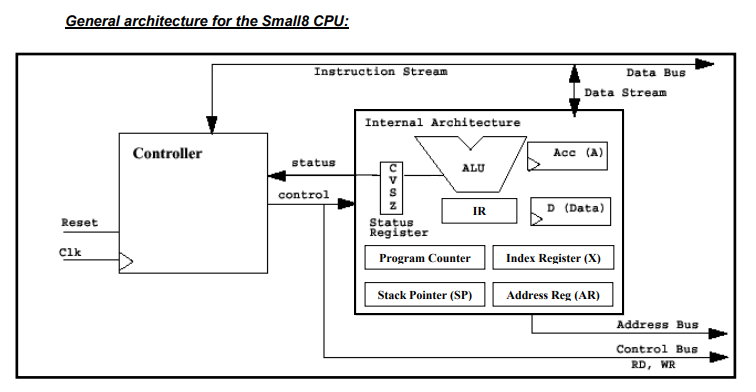 General architecture for the Small8 CPU:
Instruction Stream
Data Bus
Data Stream
Internal Architecture
Controller
status
control
Reset
Clk
C
V
S
Z
Status
Register
ALU
Acc (A)
IR
D (Data)
Program Counter
Index Register (X)
Stack Pointer (SP)
Address Reg (AR)
Address Bus
Control Bus
RD, WR